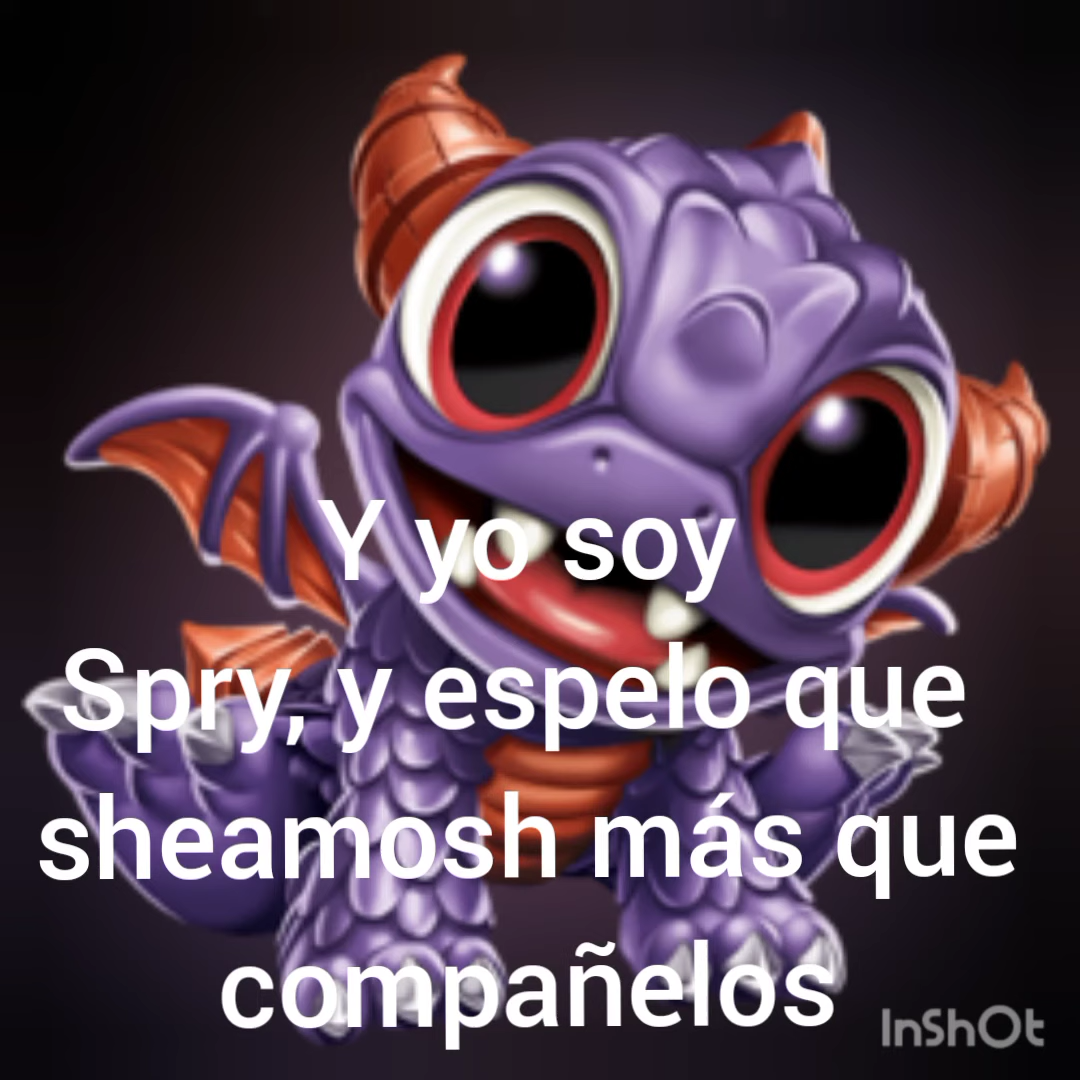 Y yo soy
Spry, y espelo que
sheamosh más que
compañelos
InShOt